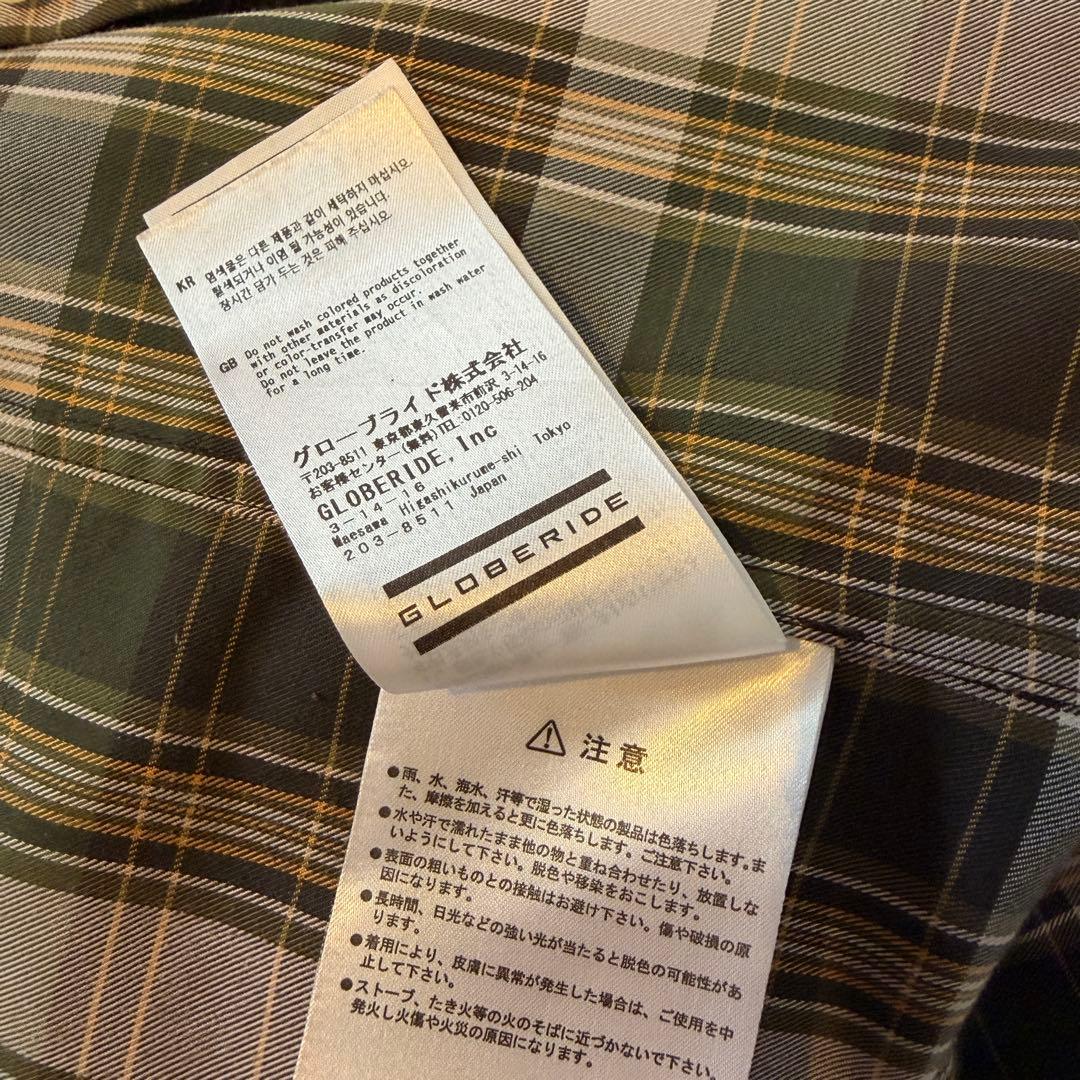 KR 염색물은 다른 제품과 같이 세탁하지 마십시오.
탈색되거나 이염 될 가능성이 있습니다.
장시간 담가 두는 것은 피해 주십시오
GB Do not wash colored products together
with other materials as discoloration
or color-transfer may occur.
Do not leave the product in wash water
for a long time.
グローブライド株式会社
〒203-8511 東京都東久留米市前沢 3-14-16
お客様センター(無料)TEL:0120-506-204
GLOBERIDE, Inc
3-14-16
Maesawa Higashikurume-shi Tokyo
203-8511 Japan
GLOBERIDE
⚠ 注意
●雨、水、海水、汗等で湿った状態の製品は色落ちします。ま
た、摩擦を加えると更に色落ちします。ご注意下さい。
●水や汗で濡れたまま他の物と重ね合わせたり、放置しな
いようにして下さい。脱色や移染をおこします。
●表面の粗いものとの接触はお避け下さい。傷や破損の原
因になります。
●長時間、日光などの強い光が当たると脱色の可能性があ
ります。
●着用により、皮膚に異常が発生した場合は、ご使用を中
止して下さい。
●ストーブ、たき火等の火のそばに近づかないで下さい。
発火し火傷や火災の原因になります。